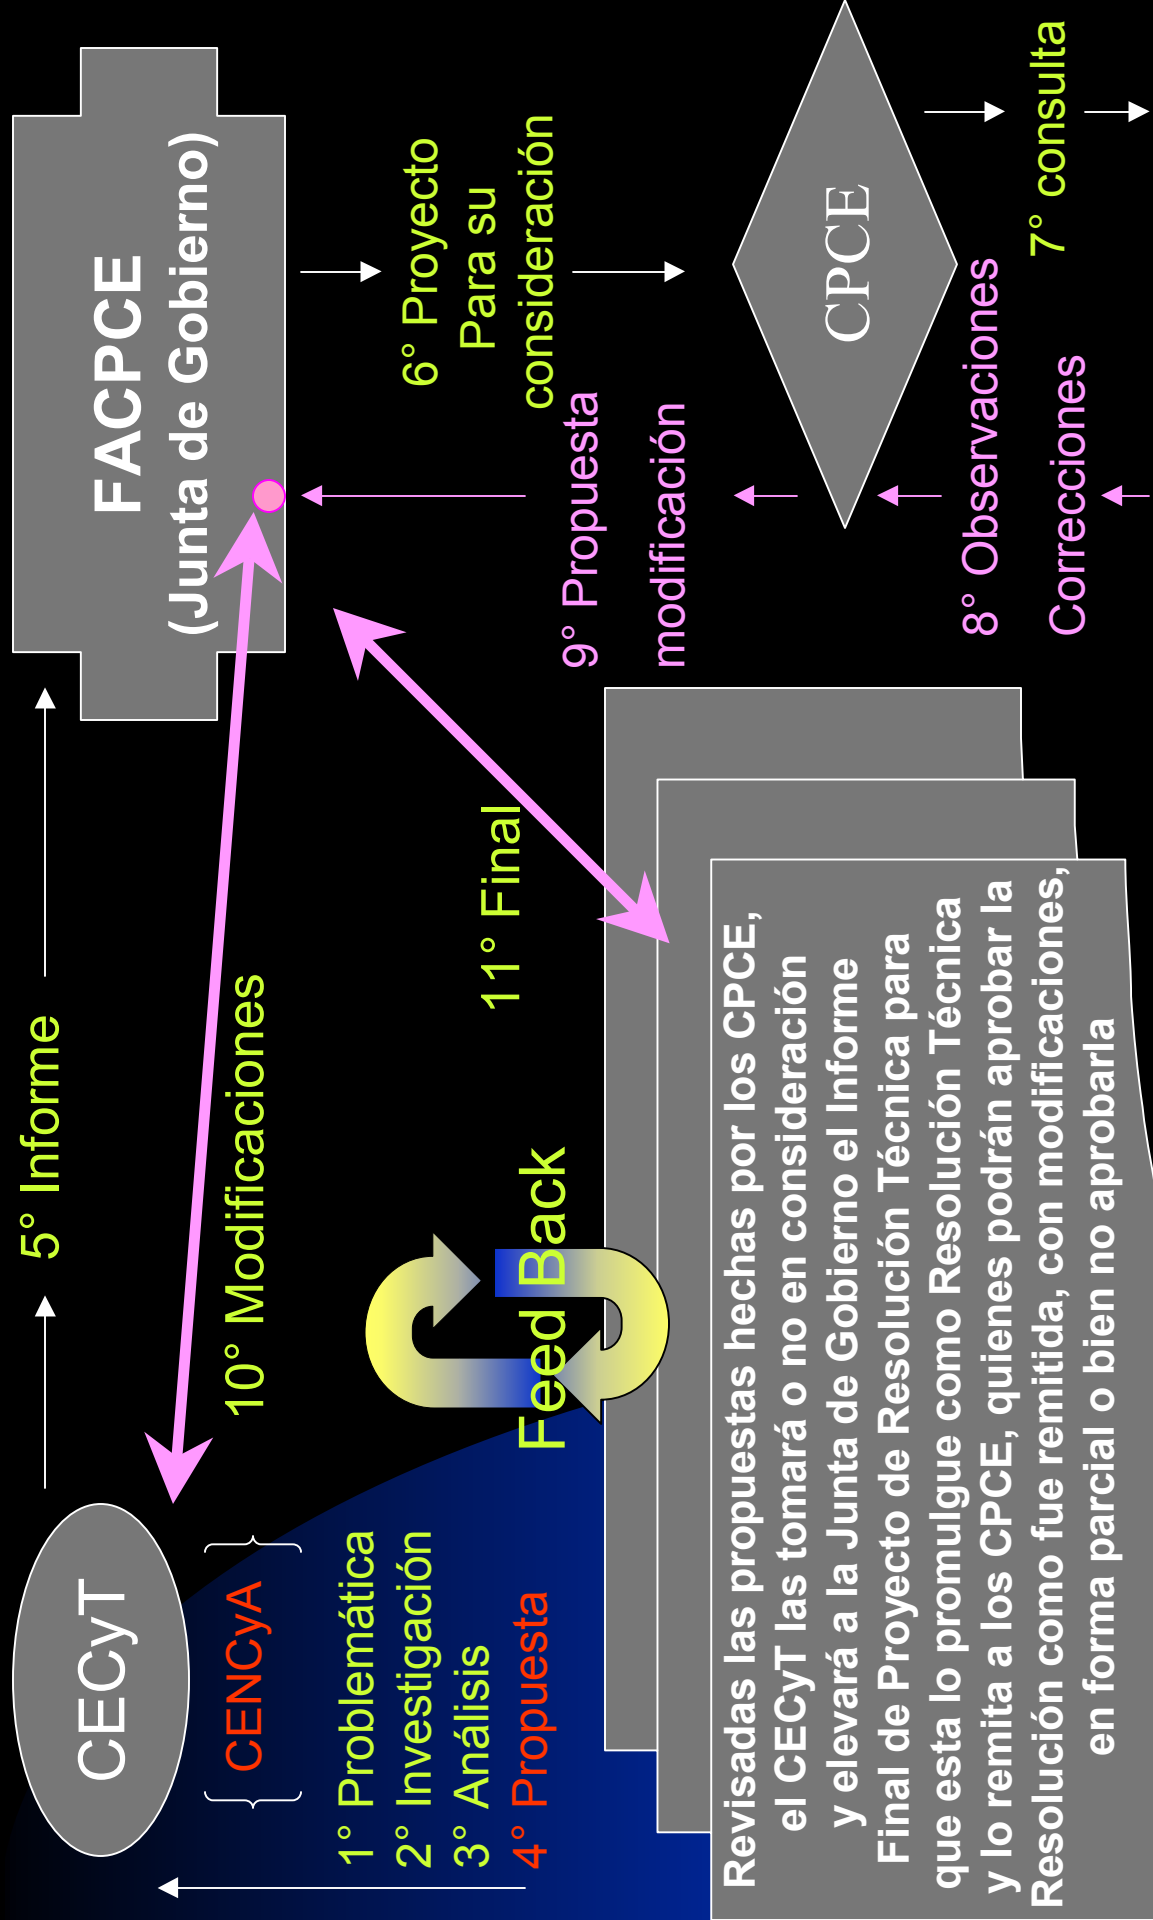 CECyT
5° Informe
FACPCE
(Junta de Gobierno)
CENCyA
10° Modificaciones
1° Problemática
2° Investigación
3° Análisis
4° Propuesta
6° Proyecto
Para su
consideración
11° Final
Feed Back
9° Propuesta
modificación
CPCE
8° Observaciones
Correcciones
7° consulta
Revisadas las propuestas hechas por los CPCE,
el CECyT las tomará o no en consideración
y elevará a la Junta de Gobierno el Informe
Final de Proyecto de Resolución Técnica para
que esta lo promulgue como Resolución Técnica
y lo remita a los CPCE, quienes podrán aprobar la
Resolución como fue remitida, con modificaciones,
en forma parcial o bien no aprobarla